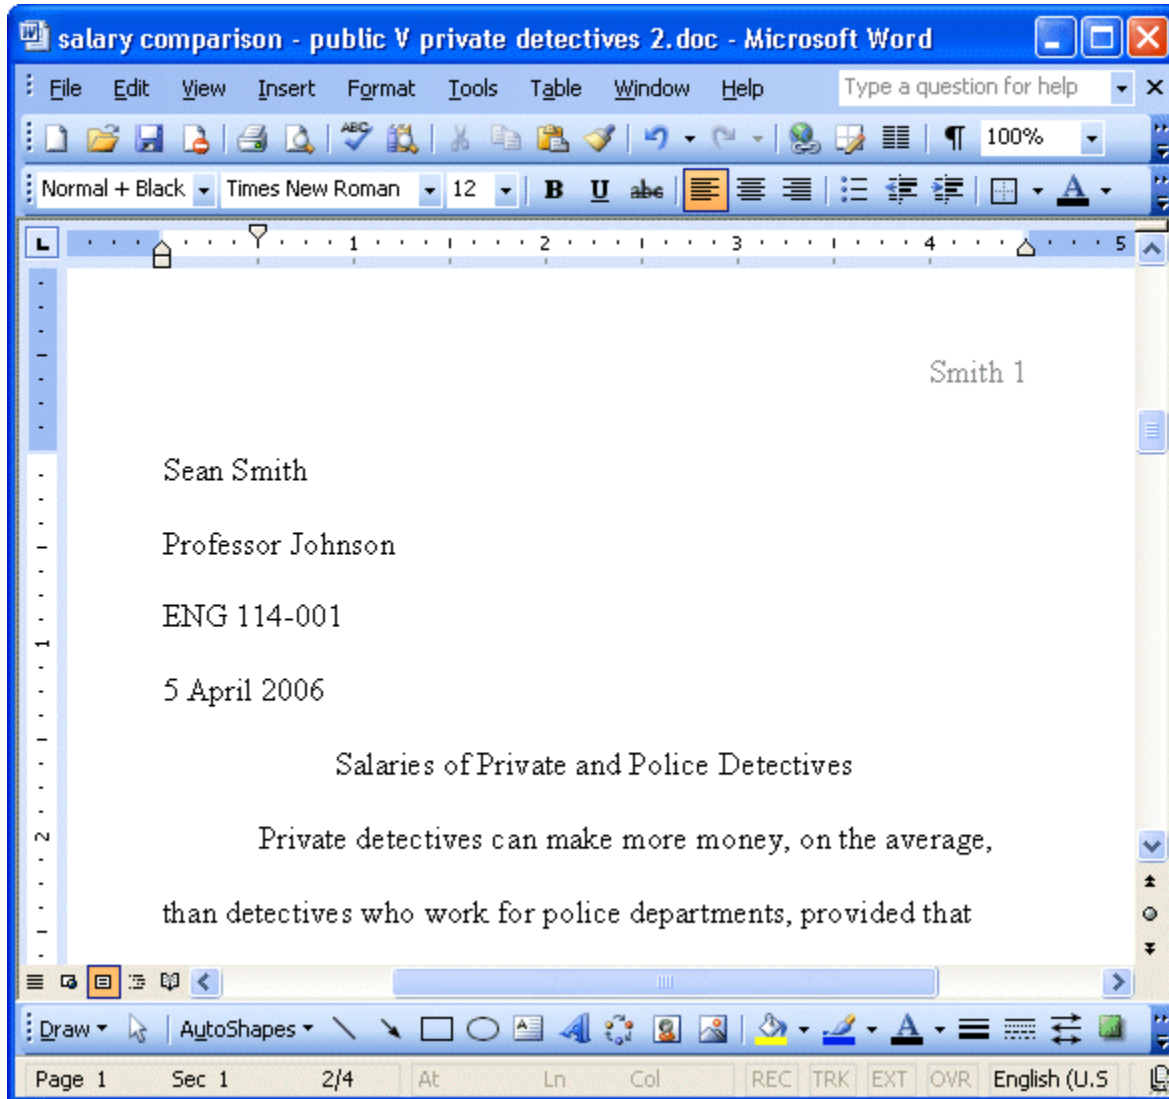 salary comparison - public V private detectives 2.doc - Microsoft Word
File Edit View Insert Format Tools Table Window Help Type a question for help
ABC 100%
Normal + Black Times New Roman 12 B U abc A
L 1 2 3 4 5
Smith 1
Sean Smith
Professor Johnson
ENG 114-001
1
5 April 2006
Salaries of Private and Police Detectives
2 Private detectives can make more money, on the average,
than detectives who work for police departments, provided that
Draw AutoShapes A A
Page 1 Sec 1 2/4 At Ln Col REC TRK EXT OVR English (U.S